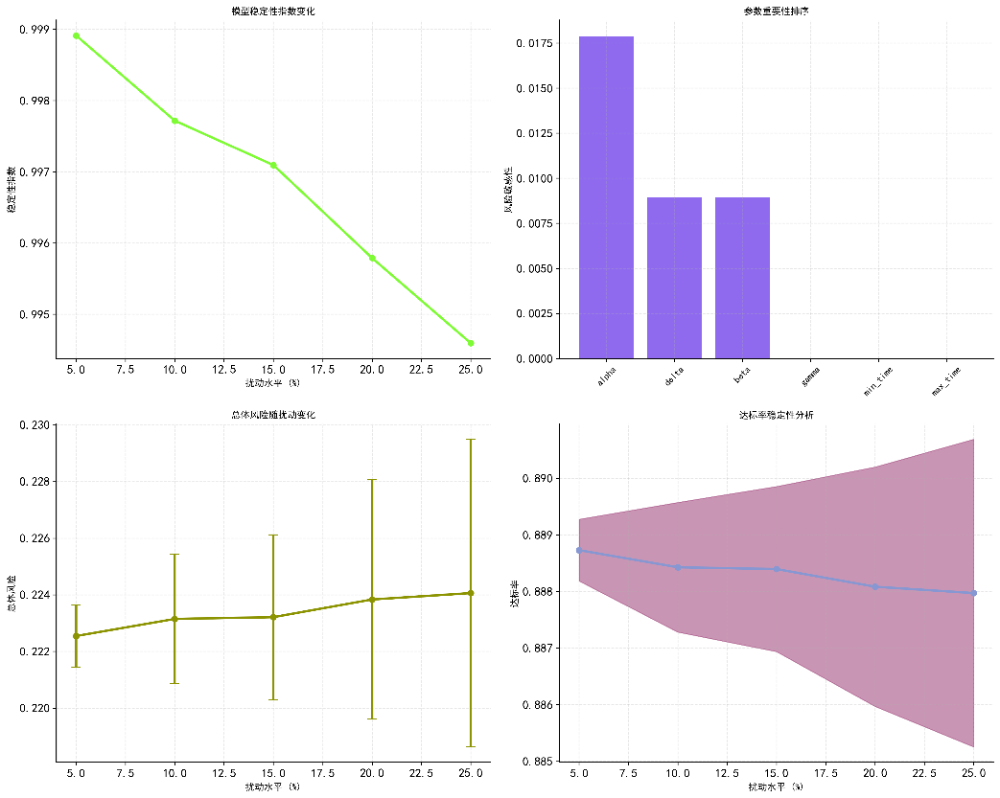 模型稳定性指数变化
0.999
0.998
0.997
0.996
0.995
稳定性指数
5.0 7.5 10.0 12.5 15.0 17.5 20.0 22.5 25.0
扰动水平 (%)
参数重要性排序
0.0175
0.0150
0.0125
0.0100
0.0075
0.0050
0.0025
0.0000
风险敏感性
alpha delta beta gamma min_time max_time
总体风险随扰动变化
0.230
0.228
0.226
0.224
0.222
0.220
总体风险
5.0 7.5 10.0 12.5 15.0 17.5 20.0 22.5 25.0
扰动水平 (%)
达标率稳定性分析
0.890
0.889
0.888
0.887
0.886
0.885
达标率
5.0 7.5 10.0 12.5 15.0 17.5 20.0 22.5 25.0
扰动水平 (%)